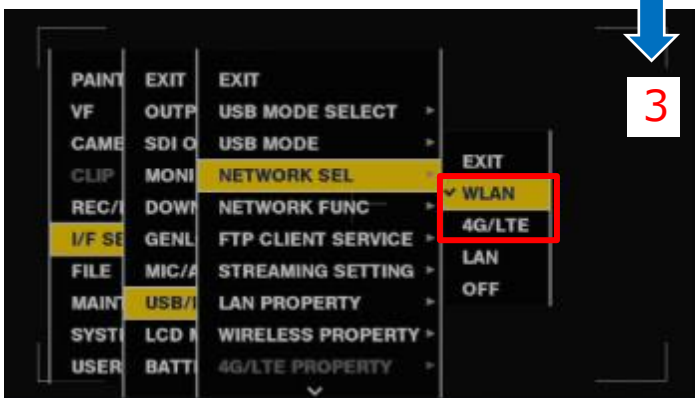 3
PAINT
VF
CAME
CLIP
REC/
I/F SE
FILE
MAIN
SYST
USER
EXIT
OUTP
SDI O
MONI
DOWN
GENL
MIC/A
USB/
LCD M
BATT
EXIT
USB MODE SELECT
USB MODE
NETWORK SEL
NETWORK FUNC
FTP CLIENT SERVICE
STREAMING SETTING
LAN PROPERTY
WIRELESS PROPERTY
4G/LTE PROPERTY
EXIT
✓ WLAN
4G/LTE
LAN
OFF